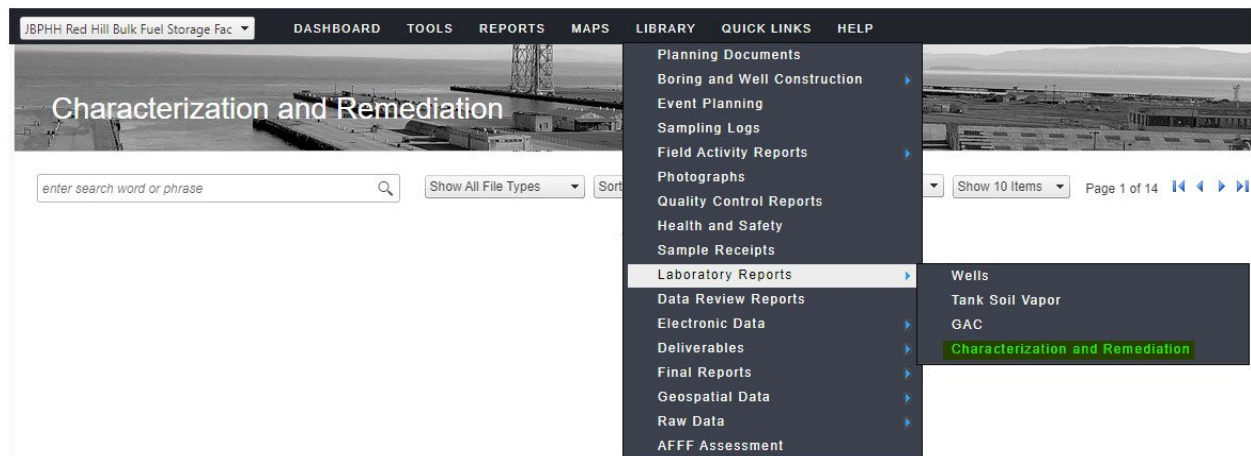 JBPHH Red Hill Bulk Fuel Storage Fac DASHBOARD TOOLS REPORTS MAPS LIBRARY QUICK LINKS HELP
Characterization and Remediation
enter search word or phrase Show All File Types Sort Show 10 Items Page 1 of 14
Planning Documents
Boring and Well Construction
Event Planning
Sampling Logs
Field Activity Reports
Photographs
Quality Control Reports
Health and Safety
Sample Receipts
Laboratory Reports
Data Review Reports
Electronic Data
Deliverables
Final Reports
Geospatial Data
Raw Data
AFFF Assessment
Wells
Tank Soil Vapor
GAC
Characterization and Remediation